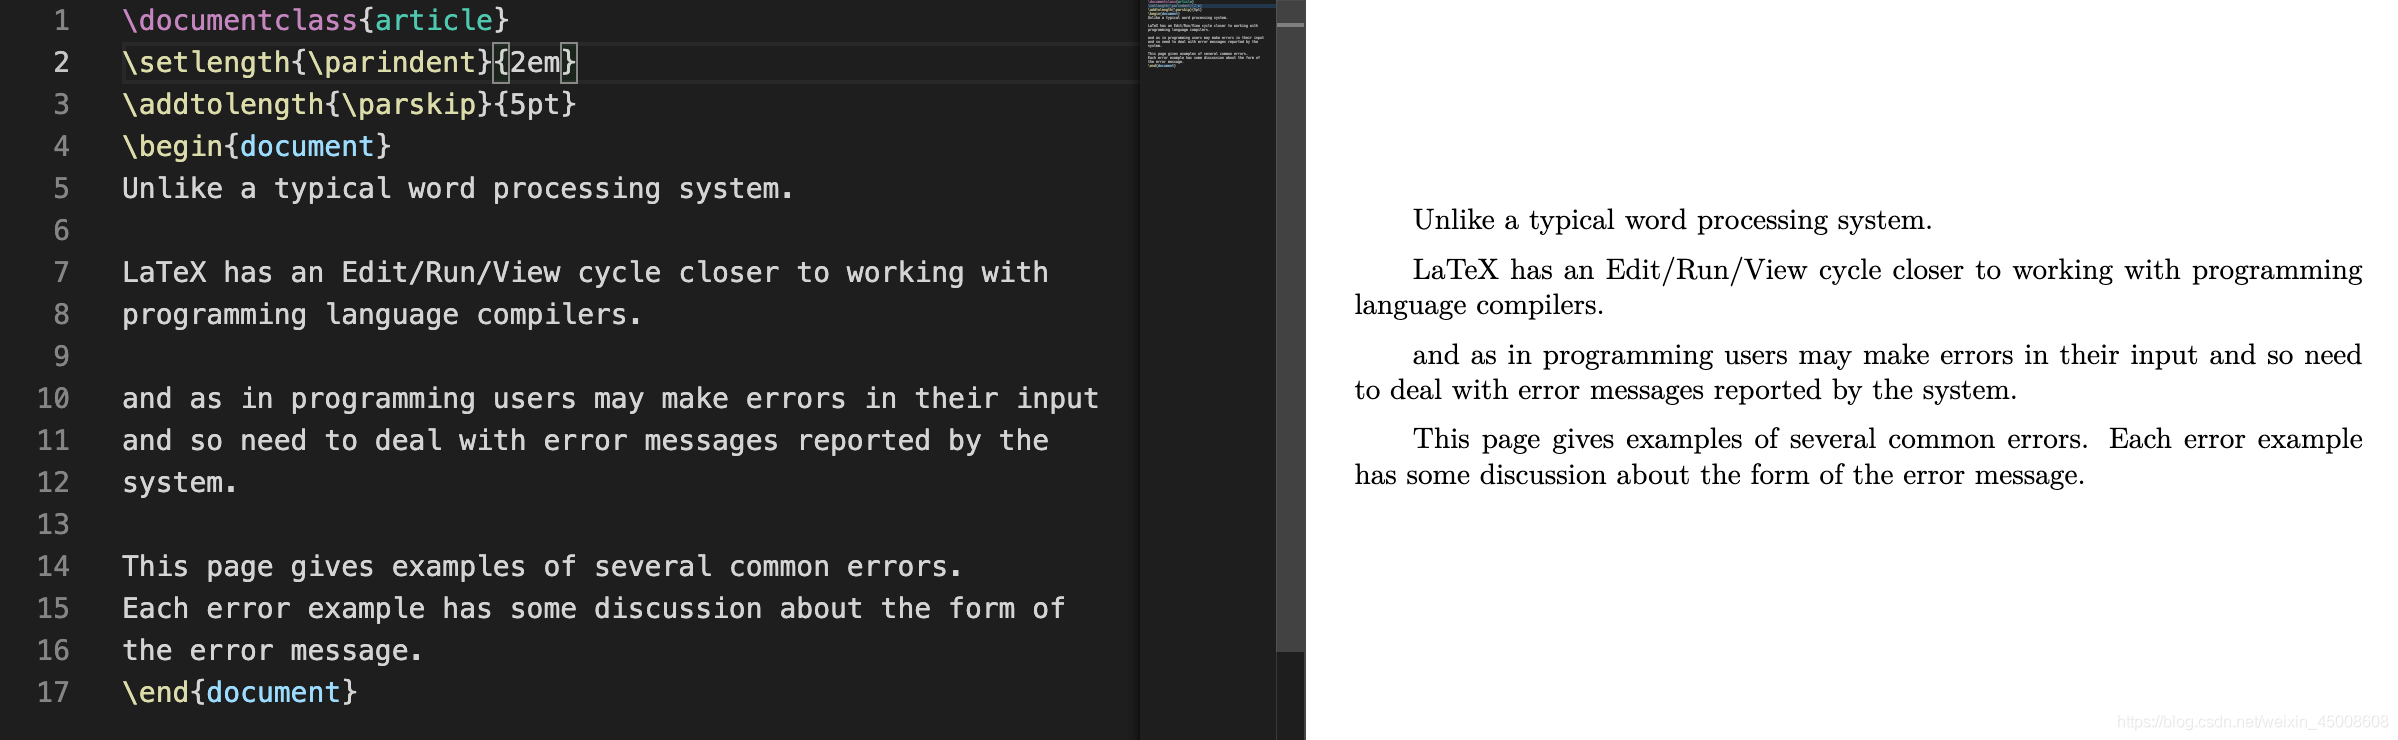 1 \documentclass{article}
2 \setlength{\parindent}{2em}
3 \addtolength{\parskip}{5pt}
4 \begin{document}
5 Unlike a typical word processing system.
6
7 LaTeX has an Edit/Run/View cycle closer to working with
8 programming language compilers.
9
10 and as in programming users may make errors in their input
11 and so need to deal with error messages reported by the
12 system.
13
14 This page gives examples of several common errors.
15 Each error example has some discussion about the form of
16 the error message.
17 \end{document}
Unlike a typical word processing system.
LaTeX has an Edit/Run/View cycle closer to working with programming
language compilers.
and as in programming users may make errors in their input and so need
to deal with error messages reported by the system.
This page gives examples of several common errors. Each error example
has some discussion about the form of the error message.
https://blog.csdn.net/weixin_45008608